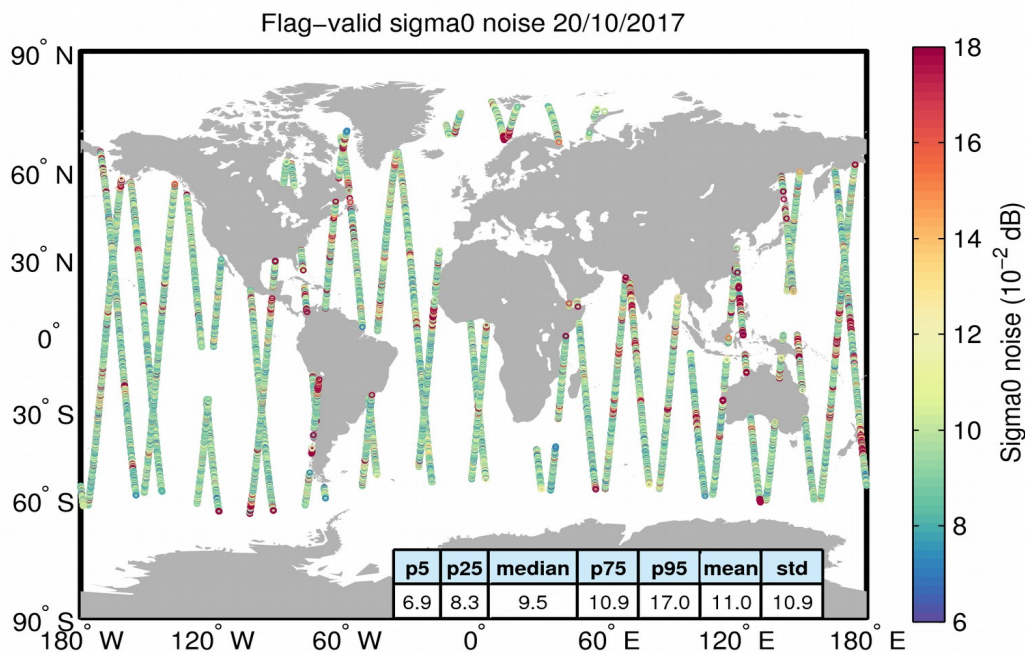 Flag−valid sigma0 noise 20/10/2017
90° N
60° N
30° N
0°
30° S
60° S
90° S
180° W
120° W
60° W
0°
60° E
120° E
180° E
p5 p25 median p75 p95 mean std
6.9 8.3 9.5 10.9 17.0 11.0 10.9
18
16
14
12
10
8
6
Sigma0 noise (10⁻² dB)